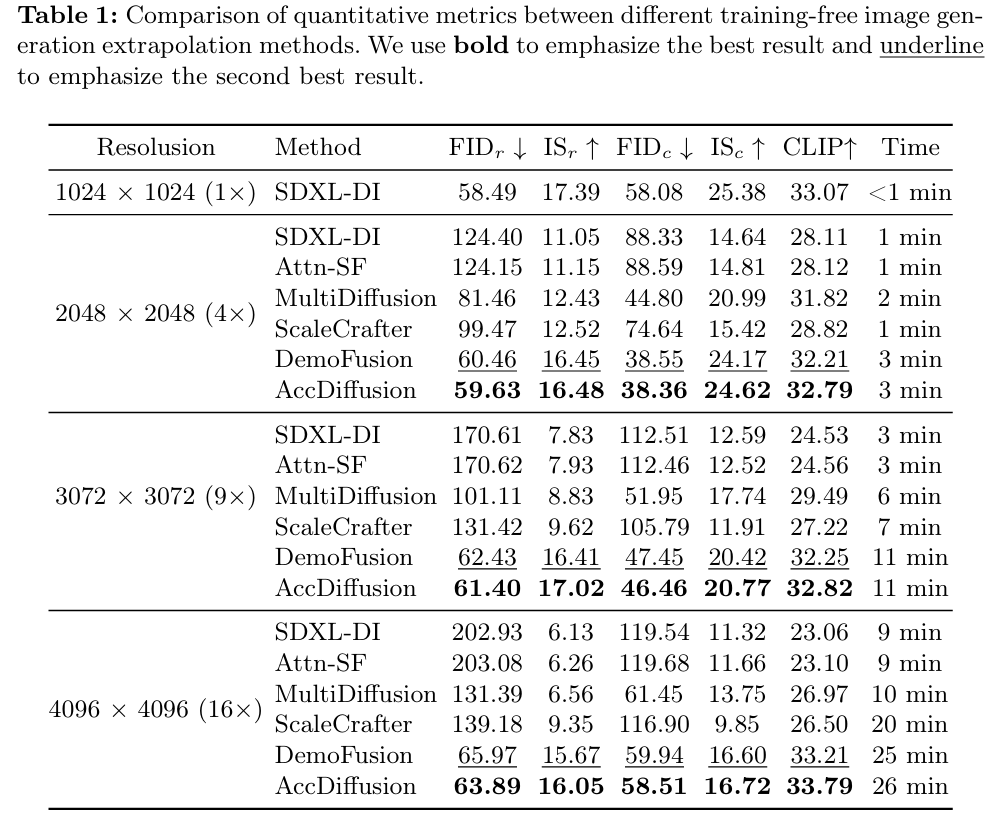 Table 1: Comparison of quantitative metrics between different training-free image gen-
eration extrapolation methods. We use bold to emphasize the best result and underline
to emphasize the second best result.
Resolusion Method FIDr ↓ ISr ↑ FIDc ↓ ISc ↑ CLIP↑ Time
1024 × 1024 (1×) SDXL-DI 58.49 17.39 58.08 25.38 33.07 <1 min
2048 × 2048 (4×)
SDXL-DI 124.40 11.05 88.33 14.64 28.11 1 min
Attn-SF 124.15 11.15 88.59 14.81 28.12 1 min
MultiDiffusion 81.46 12.43 44.80 20.99 31.82 2 min
ScaleCrafter 99.47 12.52 74.64 15.42 28.82 1 min
DemoFusion 60.46 16.45 38.55 24.17 32.21 3 min
AccDiffusion 59.63 16.48 38.36 24.62 32.79 3 min
3072 × 3072 (9×)
SDXL-DI 170.61 7.83 112.51 12.59 24.53 3 min
Attn-SF 170.62 7.93 112.46 12.52 24.56 3 min
MultiDiffusion 101.11 8.83 51.95 17.74 29.49 6 min
ScaleCrafter 131.42 9.62 105.79 11.91 27.22 7 min
DemoFusion 62.43 16.41 47.45 20.42 32.25 11 min
AccDiffusion 61.40 17.02 46.46 20.77 32.82 11 min
4096 × 4096 (16×)
SDXL-DI 202.93 6.13 119.54 11.32 23.06 9 min
Attn-SF 203.08 6.26 119.68 11.66 23.10 9 min
MultiDiffusion 131.39 6.56 61.45 13.75 26.97 10 min
ScaleCrafter 139.18 9.35 116.90 9.85 26.50 20 min
DemoFusion 65.97 15.67 59.94 16.60 33.21 25 min
AccDiffusion 63.89 16.05 58.51 16.72 33.79 26 min